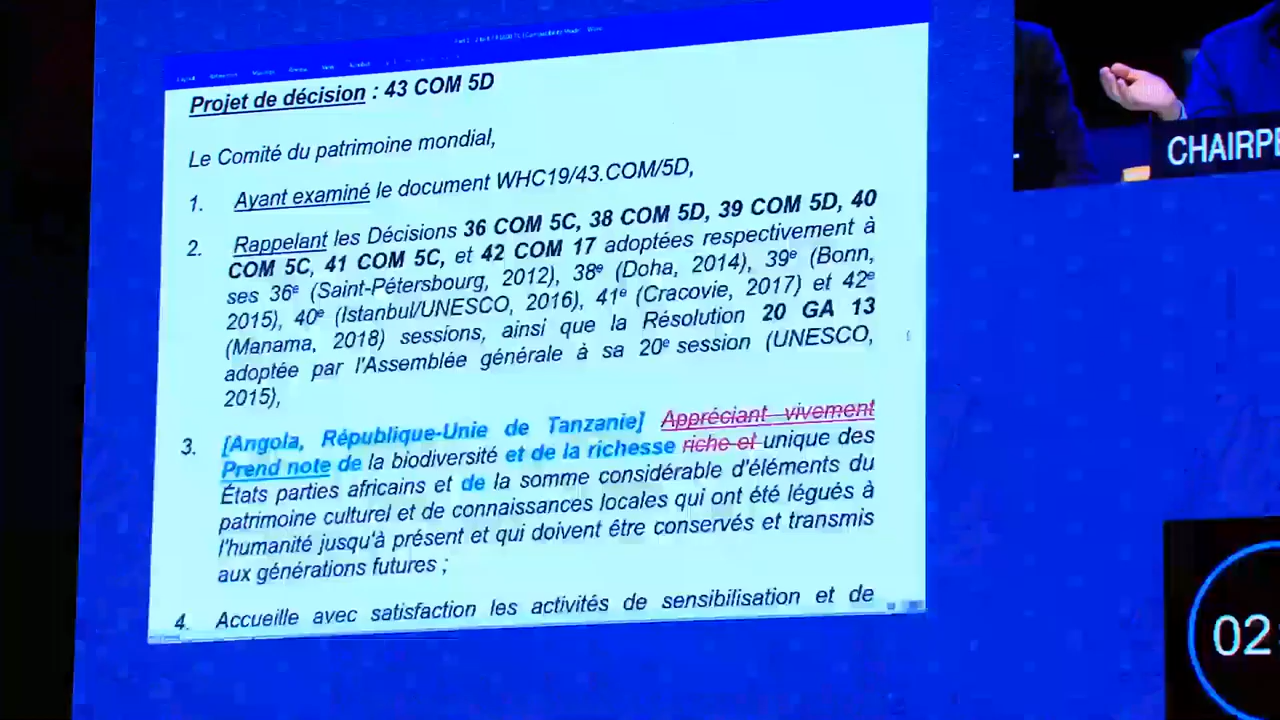 Projet de décision : 43 COM 5D
Le Comité du patrimoine mondial,
1. Ayant examiné le document WHC19/43.COM/5D,
2. Rappelant les Décisions 36 COM 5C, 38 COM 5D, 39 COM 5D, 40
COM 5C, 41 COM 5C, et 42 COM 17 adoptées respectivement à
ses 36e (Saint-Pétersbourg, 2012), 38e (Doha, 2014), 39e (Bonn,
2015), 40e (Istanbul/UNESCO, 2016), 41e (Cracovie, 2017) et 42e
(Manama, 2018) sessions, ainsi que la Résolution 20 GA 13
adoptée par l'Assemblée générale à sa 20e session (UNESCO,
2015),
3. [Angola, République-Unie de Tanzanie] Appréciant vivement
Prend note de la biodiversité et de la richesse riche et unique des
États parties africains et de la somme considérable d'éléments du
patrimoine culturel et de connaissances locales qui ont été légués à
l'humanité jusqu'à présent et qui doivent être conservés et transmis
aux générations futures ;
4. Accueille avec satisfaction les activités de sensibilisation et de
CHAIRPE
02